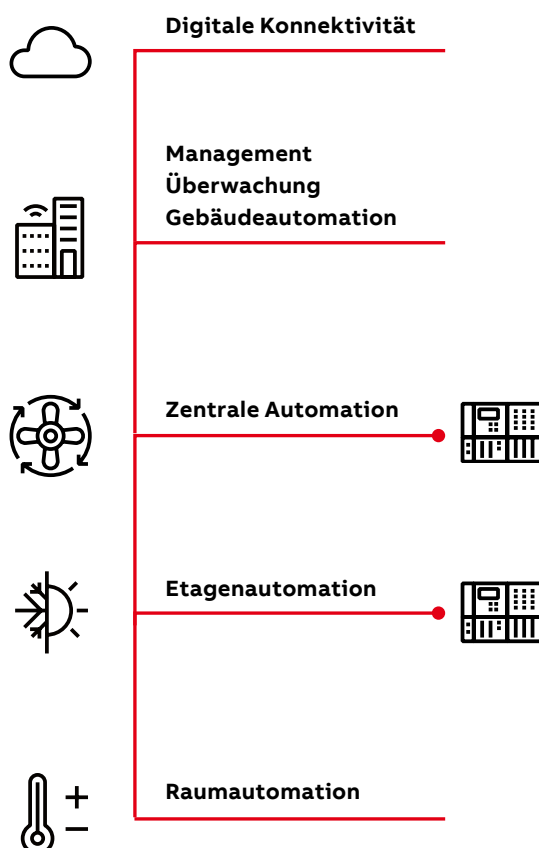 Digitale Konnektivität
Management
Überwachung
Gebäudeautomation
Zentrale Automation
Etagenautomation
Raumautomation